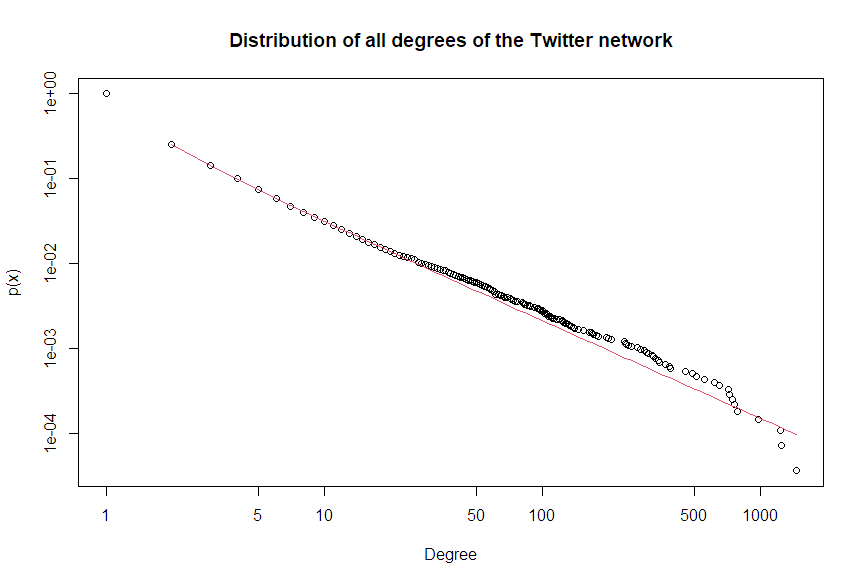 Distribution of all degrees of the Twitter network
p(x)
1e+00
1e-01
1e-02
1e-03
1e-04
1 5 10 50 100 500 1000
Degree